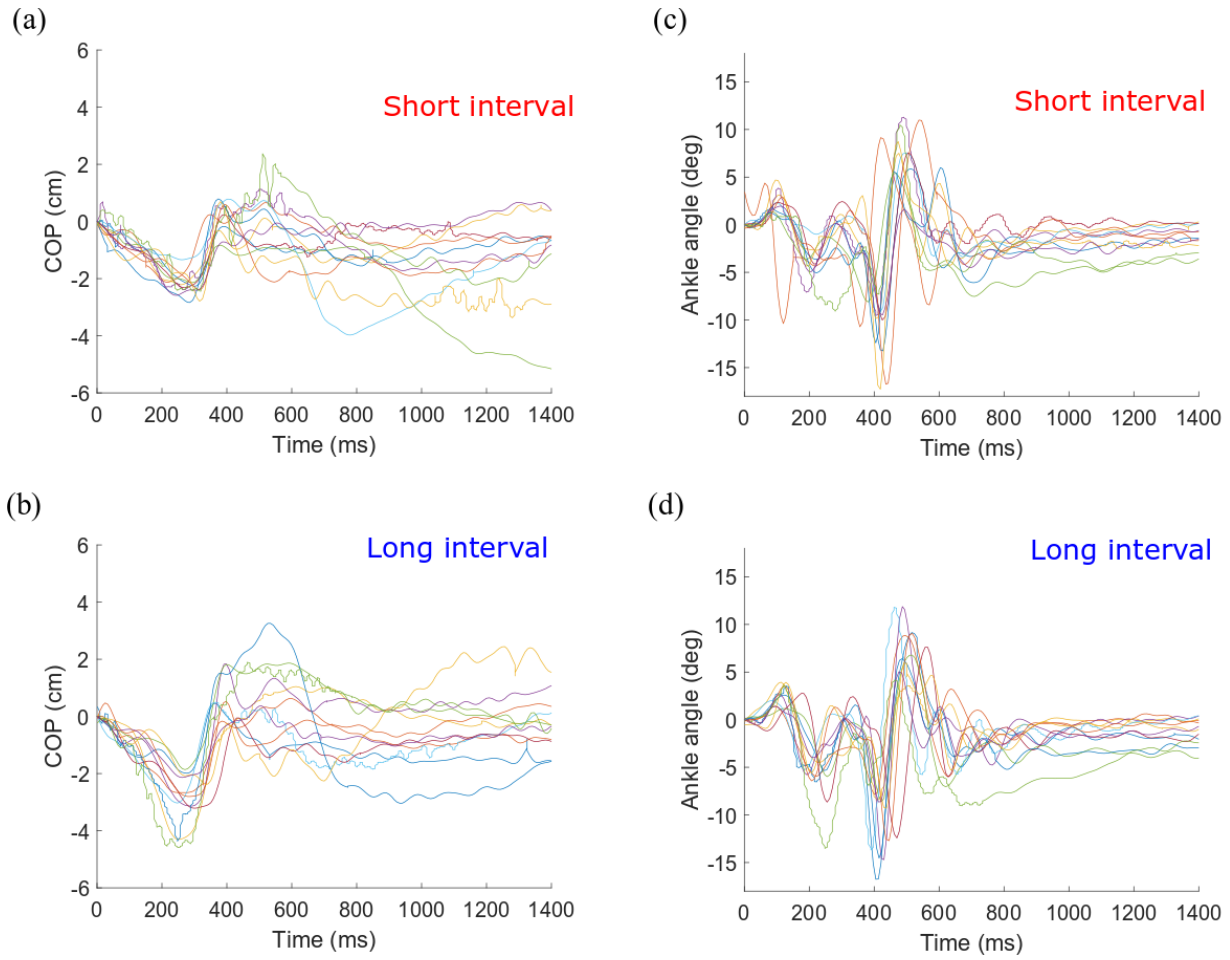 (a)
Short interval
COP (cm)
6
4
2
0
-2
-4
-6
0 200 400 600 800 1000 1200 1400
Time (ms)
(c)
Short interval
Ankle angle (deg)
15
10
5
0
-5
-10
-15
0 200 400 600 800 1000 1200 1400
Time (ms)
(b)
Long interval
COP (cm)
6
4
2
0
-2
-4
-6
0 200 400 600 800 1000 1200 1400
Time (ms)
(d)
Long interval
Ankle angle (deg)
15
10
5
0
-5
-10
-15
0 200 400 600 800 1000 1200 1400
Time (ms)